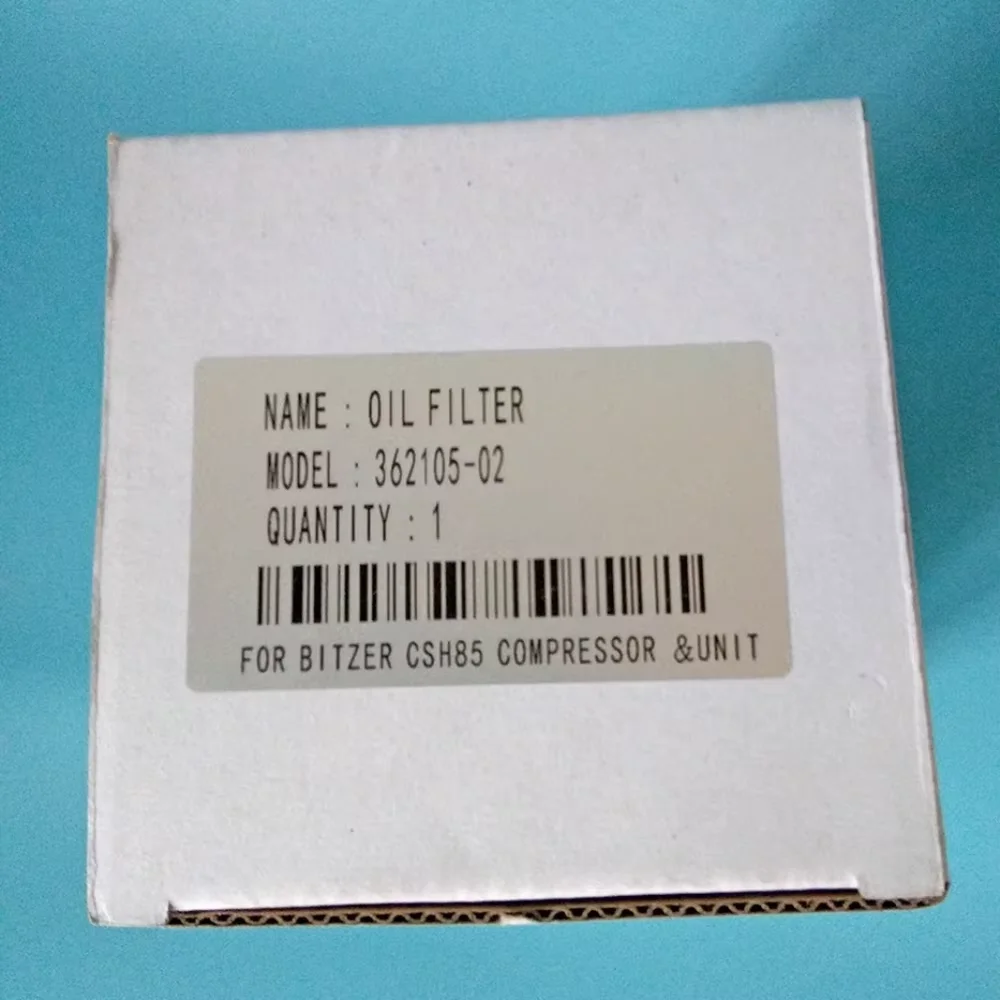 NAME : OIL FILTER
MODEL : 362105-02
QUANTITY : 1
FOR BITZER CSH85 COMPRESSOR &UNIT